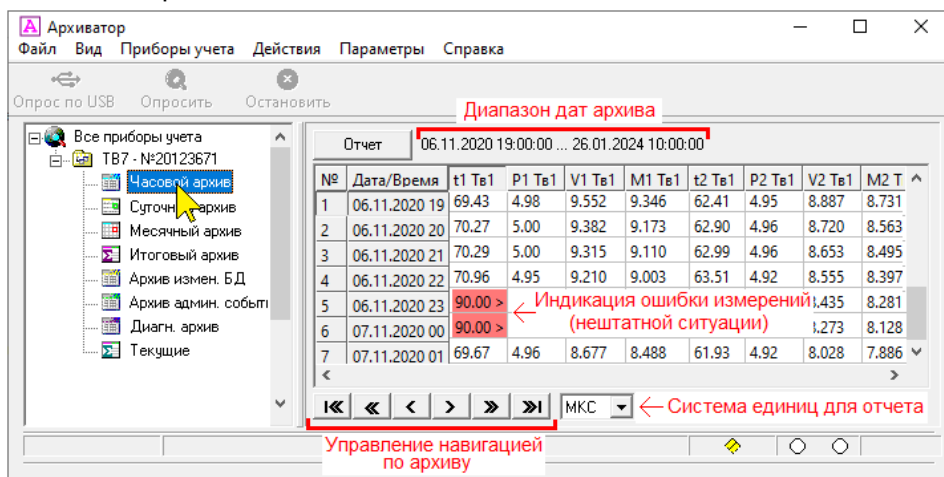 Архиватор
Файл Вид Приборы учета Действия Параметры Справка
Опрос по USB Опросить Остановить
Диапазон дат архива
Все приборы учета
ТВ7 - №20123671
Часовой архив
Суточн архив
Месячный архив
Итоговый архив
Архив измен. БД
Архив админ. событи
Диагн. архив
Текущие
Отчет 06.11.2020 19:00:00 ... 26.01.2024 10:00:00
№ Дата/Время t1 Тв1 P1 Тв1 V1 Тв1 M1 Тв1 t2 Тв1 P2 Тв1 V2 Тв1 M2 Т
1 06.11.2020 19 69.43 4.98 9.552 9.346 62.41 4.95 8.887 8.731
2 06.11.2020 20 70.27 5.00 9.382 9.173 62.90 4.96 8.720 8.563
3 06.11.2020 21 70.29 5.00 9.315 9.110 62.99 4.96 8.653 8.495
4 06.11.2020 22 70.96 4.95 9.210 9.003 63.51 4.92 8.555 8.397
5 06.11.2020 23 90.00 > Индикация ошибки измерений .435 8.281
6 07.11.2020 00 90.00 > (нештатной ситуации) .273 8.128
7 07.11.2020 01 69.67 4.96 8.677 8.488 61.93 4.92 8.028 7.886
МКС Система единиц для отчета
Управление навигацией
по архиву